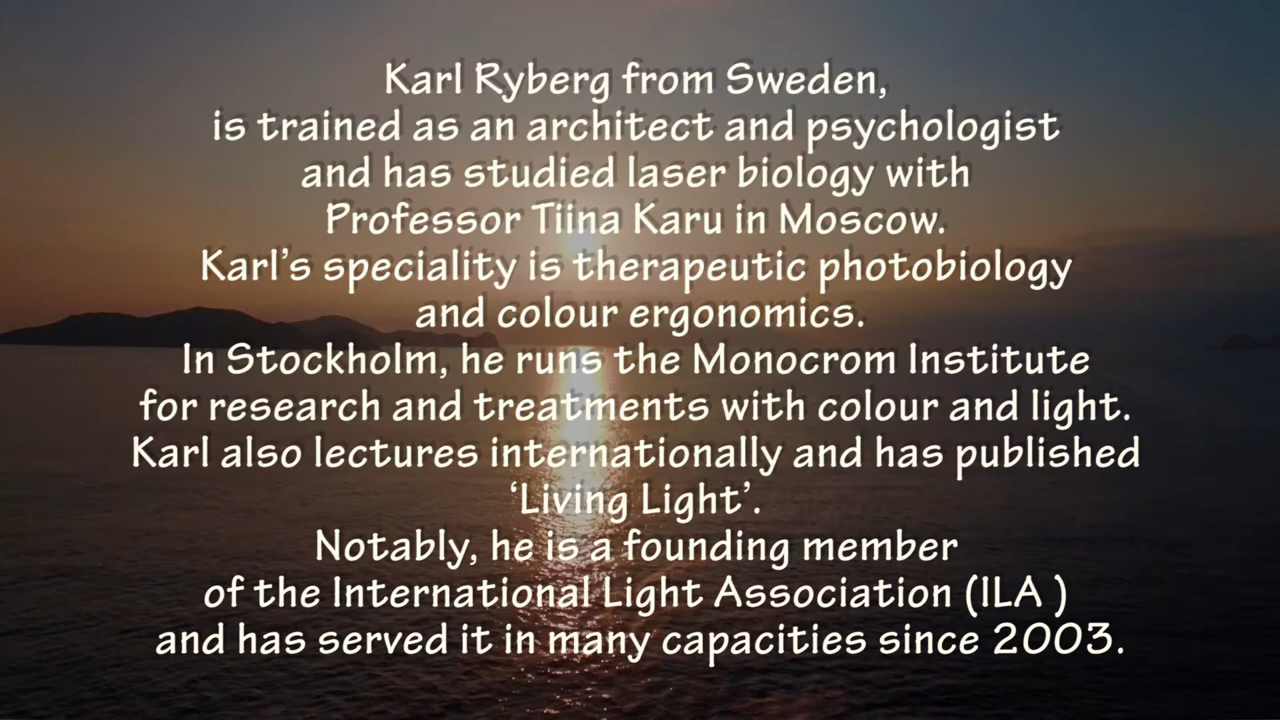 Karl Ryberg from Sweden,
is trained as an architect and psychologist
and has studied laser biology with
Professor Tiina Karu in Moscow.
Karl’s speciality is therapeutic photobiology
and colour ergonomics.
In Stockholm, he runs the Monocrom Institute
for research and treatments with colour and light.
Karl also lectures internationally and has published
‘Living Light’.
Notably, he is a founding member
of the International Light Association (ILA )
and has served it in many capacities since 2003.